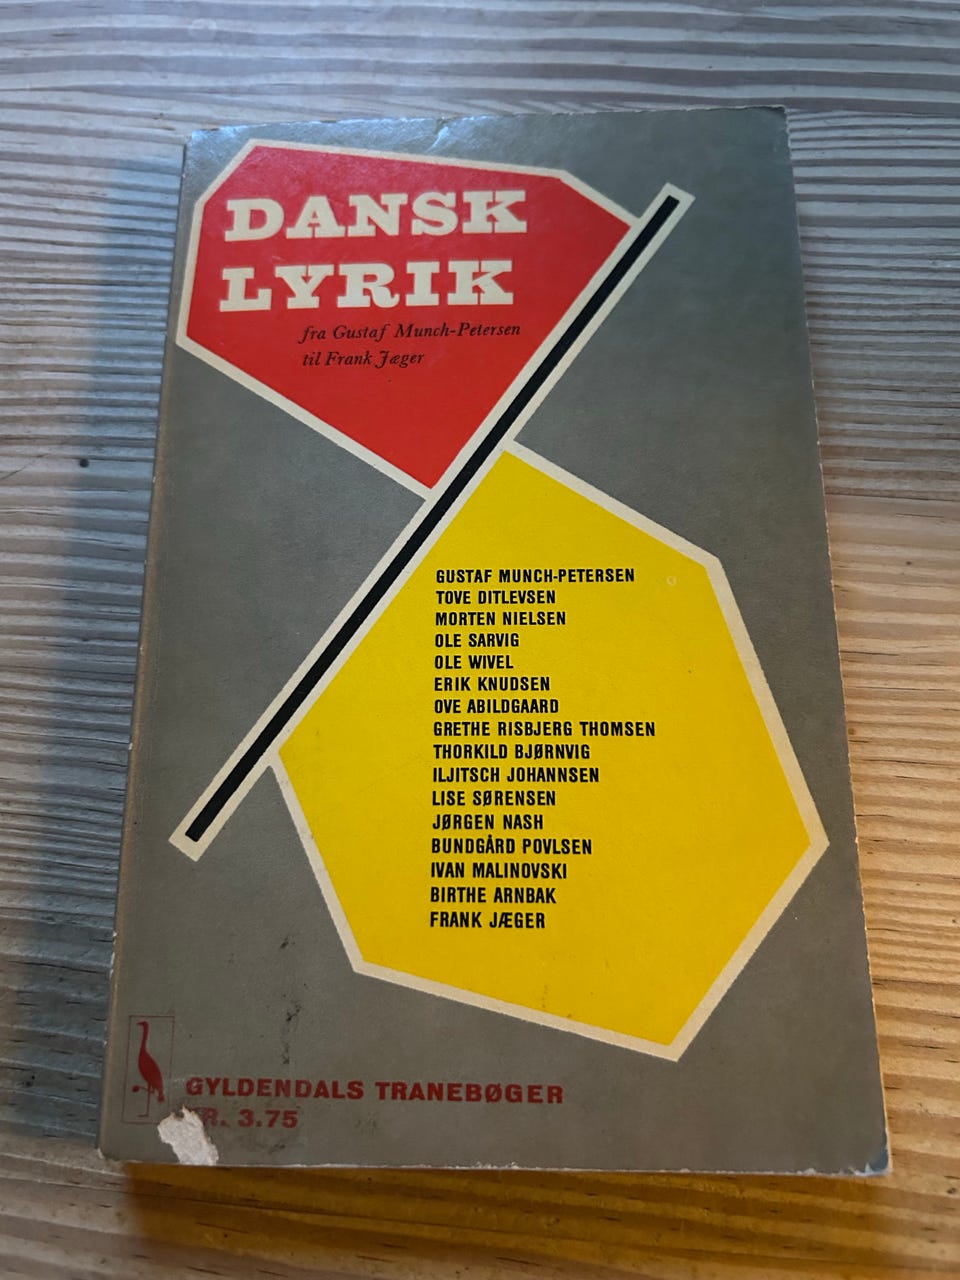 DANSK
LYRIK
fra Gustaf Munch-Petersen
til Frank Jæger
GUSTAF MUNCH-PETERSEN
TOVE DITLEVSEN
MORTEN NIELSEN
OLE SARVIG
OLE WIVEL
ERIK KNUDSEN
OVE ABILDGAARD
GRETHE RISBJERG THOMSEN
THORKILD BJØRNVIG
ILJITSCH JOHANNSEN
LISE SØRENSEN
JØRGEN NASH
BUNDGÅRD POVLSEN
IVAN MALINOVSKI
BIRTHE ARNBAK
FRANK JÆGER
GYLDENDALS TRANEBØGER
KR. 3.75